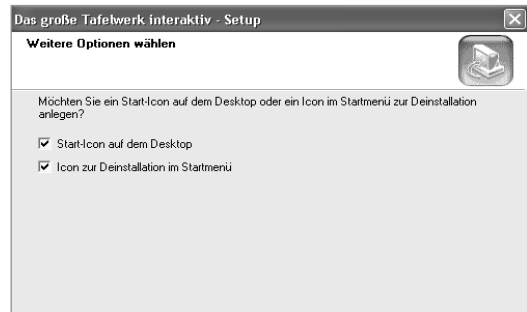 Das große Tafelwerk interaktiv - Setup
Weitere Optionen wählen
Möchten Sie ein Start-Icon auf dem Desktop oder ein Icon im Startmenü zur Deinstallation
anlegen?
Start-Icon auf dem Desktop
Icon zur Deinstallation im Startmenü